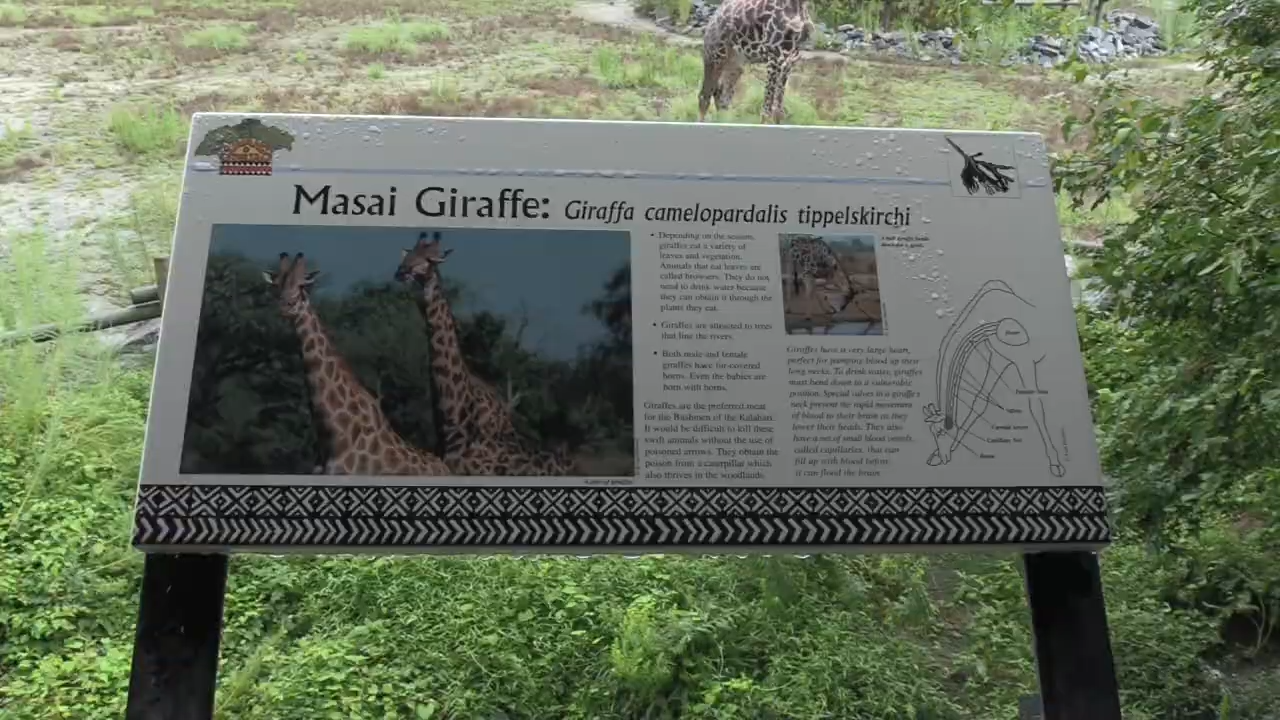 Masai Giraffe: Giraffa camelopardalis tippelskirchi
• Depending on the season,
giraffes eat a variety of
leaves and vegetation.
Animals that eat leaves are
called browsers. They do not
need to drink water because
they can obtain it through the
plants they eat.
• Giraffes are attracted to trees
that line the rivers.
• Both male and female
giraffes have fur-covered
horns. Even the babies are
born with horns.
Giraffes are the preferred meat
for the Bushmen of the Kalahari.
It would be difficult to kill these
swift animals without the use of
poisoned arrows. They obtain the
poison from a caterpillar which
also thrives in the woodlands.
Giraffes have a very large heart,
perfect for pumping blood up their
long necks. To drink water, giraffes
must bend down to a vulnerable
position. Special valves in a giraffe's
neck prevent the rapid movement
of blood to their brain as they
lower their heads. They also
have a net of small blood vessels,
called capillaries, that can
fill up with blood before
it can flood the brain.
Heart
Valves
Capillary Net
Brain